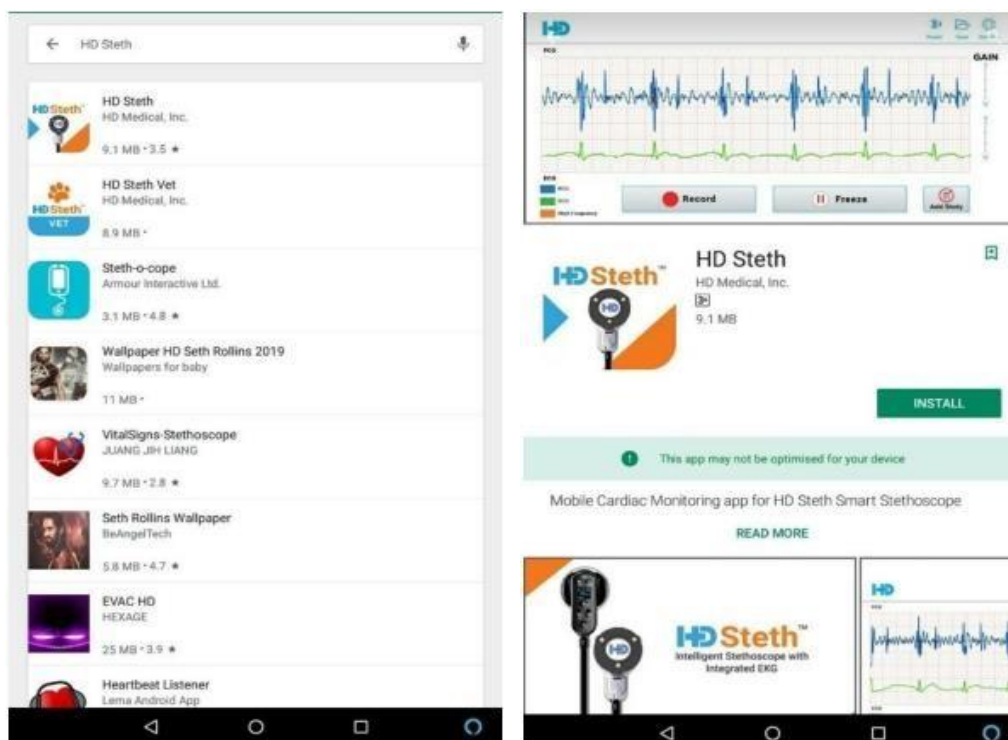 HD Steth
HDSteth™
HD Steth
HD Medical, Inc.
9.1 MB • 3.5 ★
HDSteth
VET
HD Steth Vet
HD Medical, Inc.
8.9 MB •
Steth-o-cope
Armour Interactive Ltd.
3.1 MB • 4.8 ★
Wallpaper HD Seth Rollins 2019
Wallpapers for baby
11 MB •
VitalSigns-Stethoscope
JUANG JIH LIANG
9.7 MB • 2.8 ★
Seth Rollins Wallpaper
BeAngelTech
5.8 MB • 4.7 ★
EVAC HD
HEXAGE
25 MB • 3.9 ★
Heartbeat Listener
Lema Android App
HD
PCG
GAIN
Record
Freeze
HDSteth™
HD
HD Steth
HD Medical, Inc.
3+
9.1 MB
INSTALL
This app may not be optimised for your device
Mobile Cardiac Monitoring app for HD Steth Smart Stethoscope
READ MORE
HD
HDSteth™
Intelligent Stethoscope with
Integrated EKG
HD